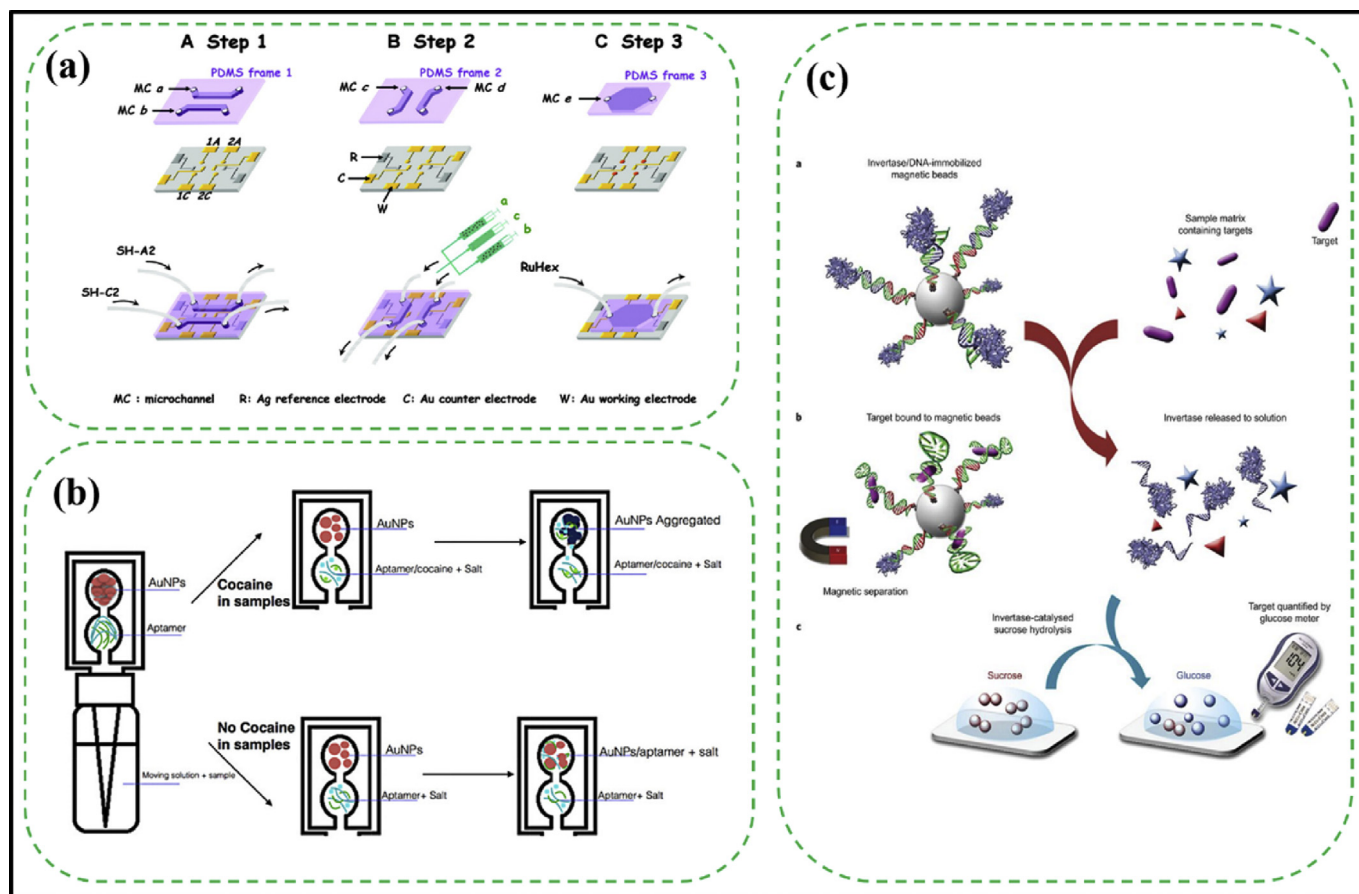 (a)
A Step 1
B Step 2
C Step 3
PDMS frame 1
PDMS frame 2
PDMS frame 3
MC a
MC b
MC c
MC d
MC e
1A 2A
1C 2C
R
C
W
a
c
b
SH-A2
SH-C2
RuHex
MC : microchannel R: Ag reference electrode C: Au counter electrode W: Au working electrode
(b)
AuNPs
Aptamer
Moving solution + sample
Cocaine
in samples
AuNPs
Aptamer/cocaine + Salt
AuNPs Aggregated
Aptamer/cocaine + Salt
No Cocaine
in samples
AuNPs
Aptamer+ Salt
AuNPs/aptamer + salt
Aptamer+ Salt
(c)
a
Invertase/DNA-immobilized
magnetic beads
Sample matrix
containing targets
Target
b
Target bound to magnetic beads
Invertase released to solution
Magnetic separation
c
Invertase-catalysed
sucrose hydrolysis
Target quantified by
glucose meter
Sucrose
Glucose
104